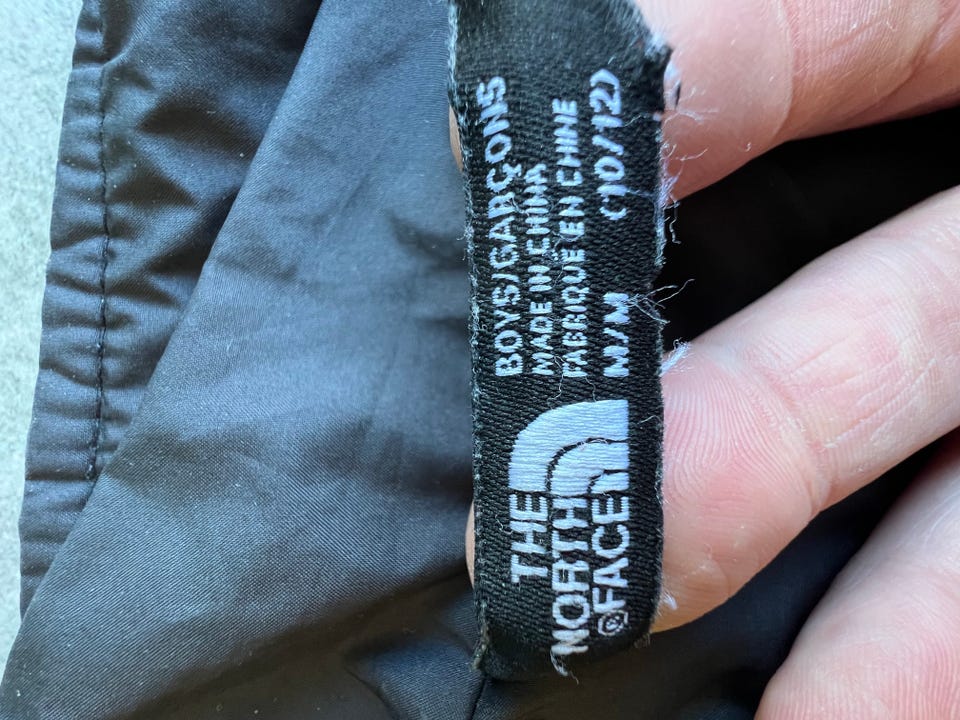 THE
NORTH
FACE®
BOYS/GARÇONS
MADE IN CHINA
FABRIQUÉ EN CHINE
M/M (10/12)